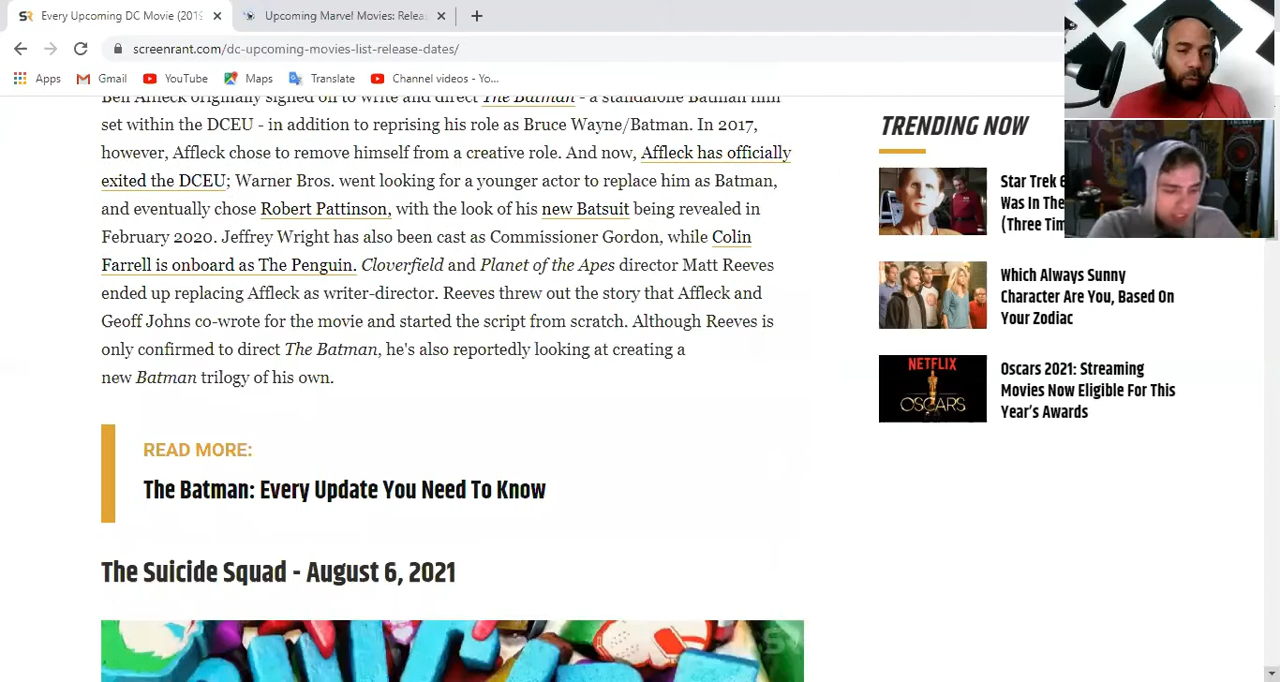 SR Every Upcoming DC Movie (201
Upcoming Marvel Movies: Relea
screenrant.com/dc-upcoming-movies-list-release-dates/
Apps Gmail YouTube Maps Translate Channel videos - Yo...
Ben Affleck originally signed on to write and direct The Batman - a standalone Batman film
set within the DCEU - in addition to reprising his role as Bruce Wayne/Batman. In 2017,
however, Affleck chose to remove himself from a creative role. And now, Affleck has officially
exited the DCEU; Warner Bros. went looking for a younger actor to replace him as Batman,
and eventually chose Robert Pattinson, with the look of his new Batsuit being revealed in
February 2020. Jeffrey Wright has also been cast as Commissioner Gordon, while Colin
Farrell is onboard as The Penguin. Cloverfield and Planet of the Apes director Matt Reeves
ended up replacing Affleck as writer-director. Reeves threw out the story that Affleck and
Geoff Johns co-wrote for the movie and started the script from scratch. Although Reeves is
only confirmed to direct The Batman, he's also reportedly looking at creating a
new Batman trilogy of his own.
READ MORE:
The Batman: Every Update You Need To Know
The Suicide Squad - August 6, 2021
TRENDING NOW
Star Trek
Was In The
(Three Tim
Which Always Sunny
Character Are You, Based On
Your Zodiac
NETFLIX
OSCARS
Oscars 2021: Streaming
Movies Now Eligible For This
Year's Awards